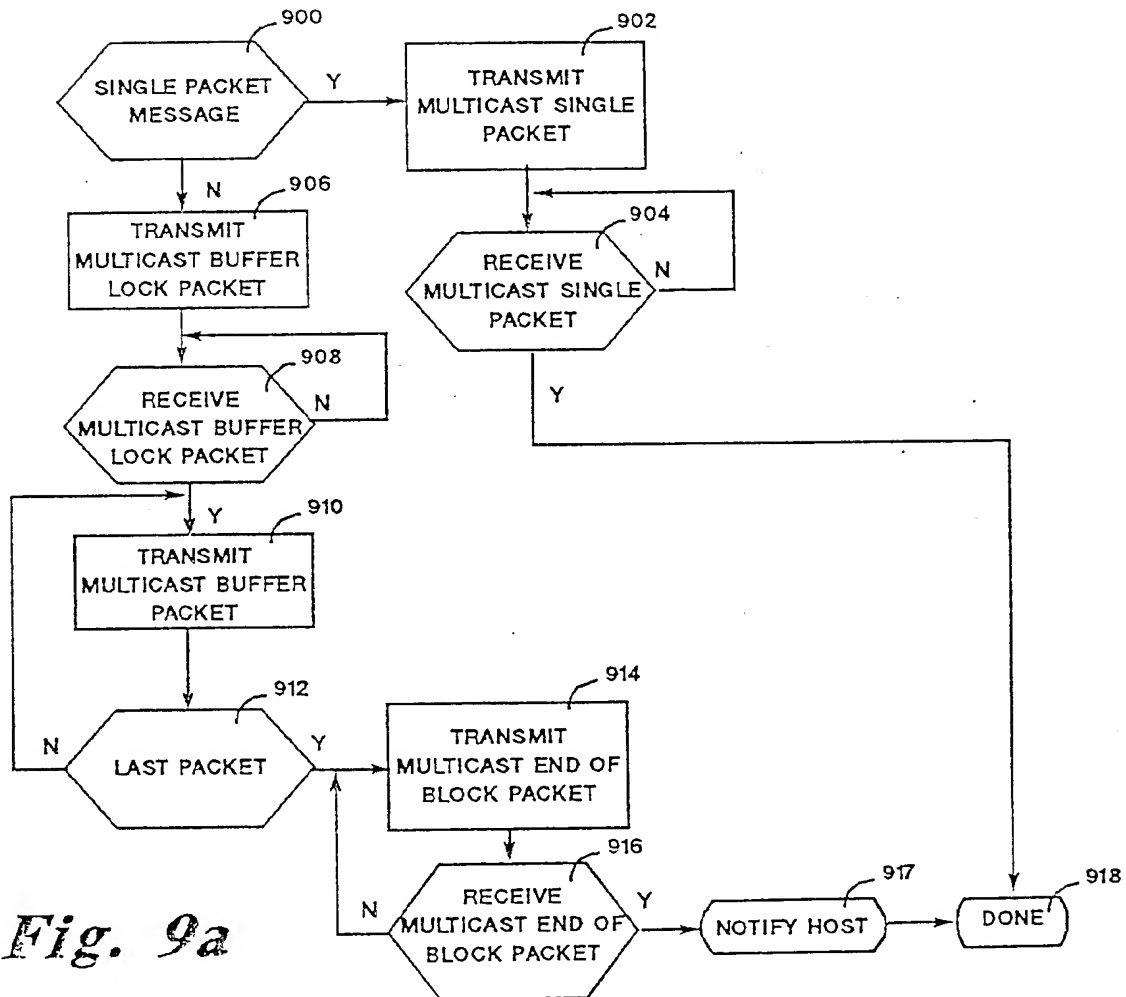 900
SINGLE PACKET
MESSAGE
Y
902
TRANSMIT
MULTICAST SINGLE
PACKET
N
906
TRANSMIT
MULTICAST BUFFER
LOCK PACKET
904
RECEIVE
MULTICAST SINGLE
PACKET
N
Y
908
RECEIVE
MULTICAST BUFFER
LOCK PACKET
N
Y
910
TRANSMIT
MULTICAST BUFFER
PACKET
912
LAST PACKET
N
Y
914
TRANSMIT
MULTICAST END OF
BLOCK PACKET
916
RECEIVE
MULTICAST END OF
BLOCK PACKET
N
Y
917
NOTIFY HOST
918
DONE
Fig. 9a